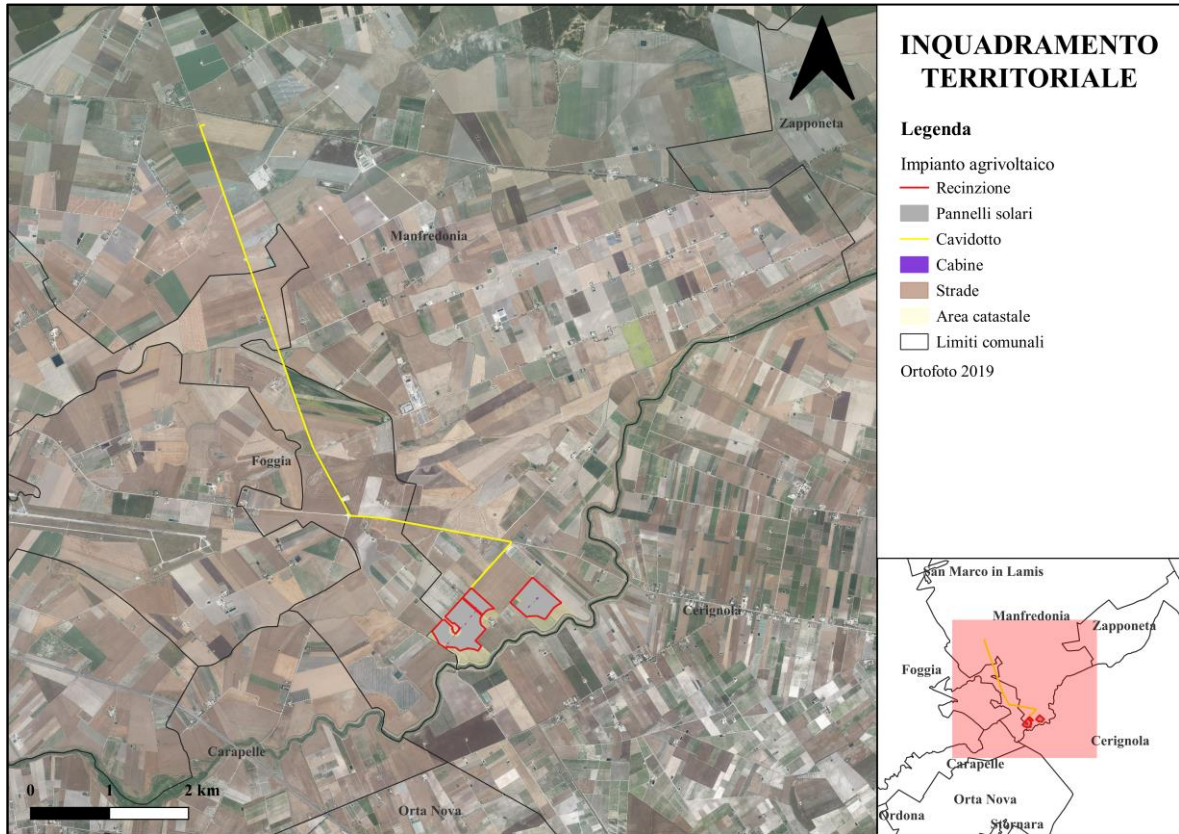 Zapponeta
Manfredonia
Foggia
Cerignola
Carapelle
Orta Nova
0 1 2 km
INQUADRAMENTO
TERRITORIALE
Legenda
Impianto agrivoltaico
Recinzione
Pannelli solari
Cavidotto
Cabine
Strade
Area catastale
Limiti comunali
Ortofoto 2019
San Marco in Lamis
Manfredonia
Zapponeta
Foggia
Cerignola
Carapelle
Orta Nova
Ordona
Stornara